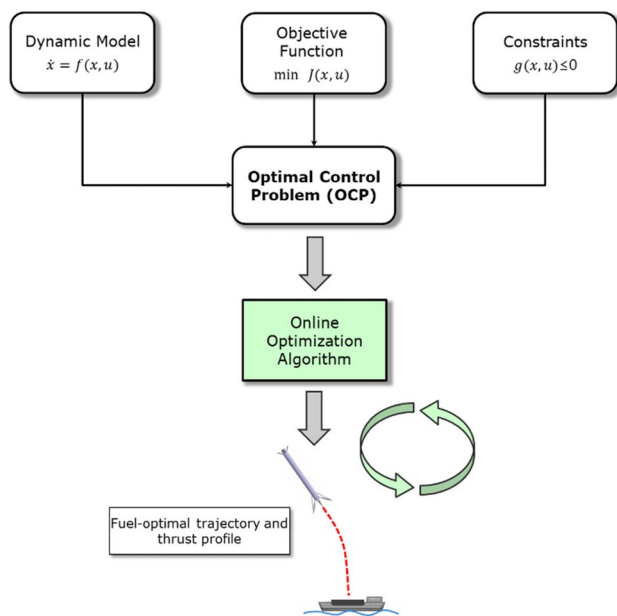 Dynamic Model
ẋ = f(x, u)
Objective
Function
min J(x, u)
Constraints
g(x, u) ≤ 0
Optimal Control
Problem (OCP)
Online
Optimization
Algorithm
Fuel-optimal trajectory and
thrust profile